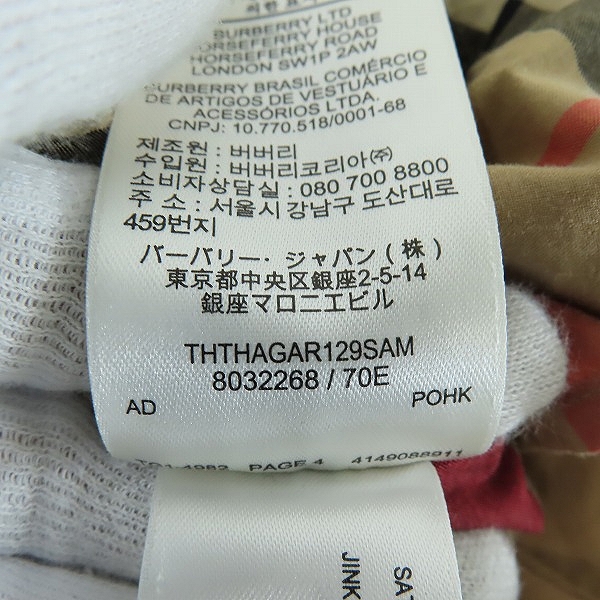 BURBERRY LTD
HORSEFERRY HOUSE
HORSEFERRY ROAD
LONDON SW1P 2AW
BURBERRY BRASIL COMÉRCIO
DE ARTIGOS DE VESTUÁRIO E
ACESSÓRIOS LTDA.
CNPJ: 10.770.518/0001-68
제조원 : 버버리
수입원 : 버버리코리아㈜
소비자상담실 : 080 700 8800
주 소 : 서울시 강남구 도산대로
459번지
バーバリー・ジャパン(株)
東京都中央区銀座2-5-14
銀座マロニエビル
THTHAGAR129SAM
8032268 / 70E
AD
POHK
PAGE 4
4149088911
JINK
SA